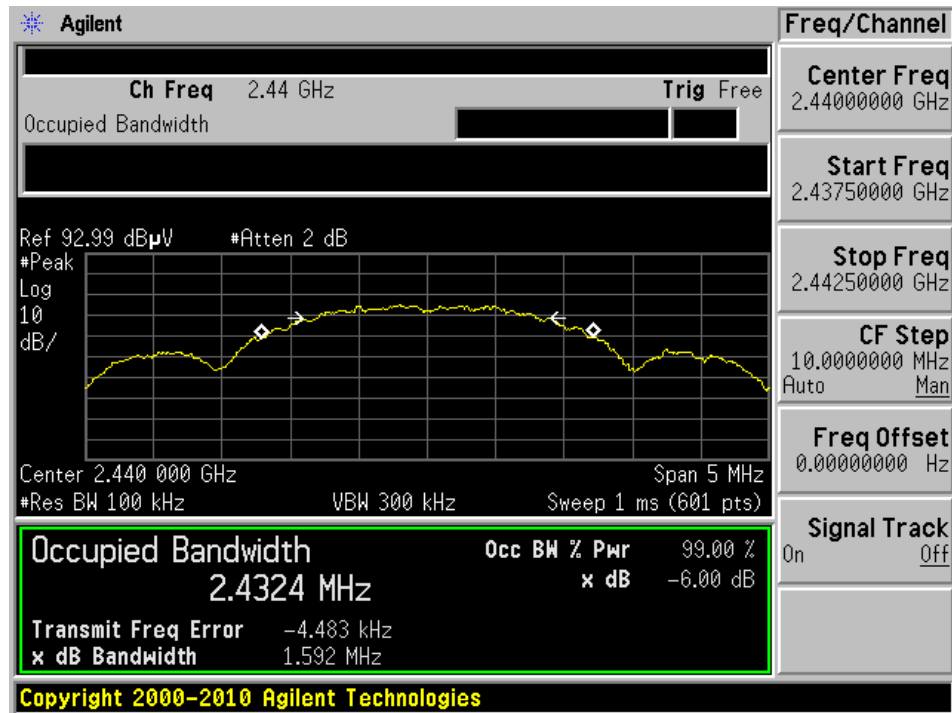 Agilent
Freq/Channel
Ch Freq 2.44 GHz Trig Free
Occupied Bandwidth
Center Freq
2.44000000 GHz
Start Freq
2.43750000 GHz
Stop Freq
2.44250000 GHz
CF Step
10.0000000 MHz
Auto Man
Freq Offset
0.00000000 Hz
Signal Track
On Off
Ref 92.99 dBµV #Atten 2 dB
#Peak
Log
10
dB/
Center 2.440 000 GHz Span 5 MHz
#Res BW 100 kHz VBW 300 kHz Sweep 1 ms (601 pts)
Occupied Bandwidth Occ BW % Pwr 99.00 %
2.4324 MHz x dB -6.00 dB
Transmit Freq Error -4.483 kHz
x dB Bandwidth 1.592 MHz
Copyright 2000-2010 Agilent Technologies